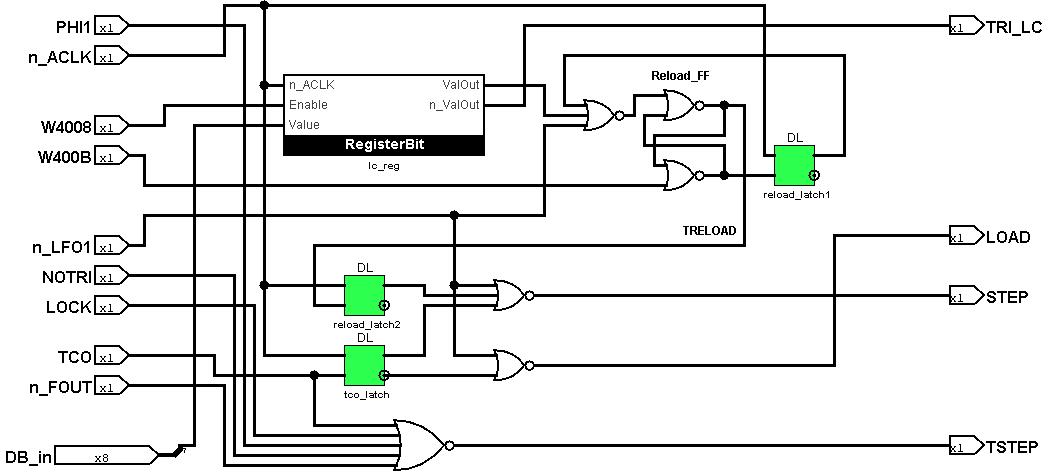 PHI1 x1
x1 TRI_LC
n_ACLK x1
Reload_FF
n_ACLK ValOut
Enable n_ValOut
Value
RegisterBit
lc_reg
W4008 x1
W400B x1
DL
reload_latch1
TRELOAD
n_LFO1 x1
x1 LOAD
NOTRI x1
DL
x1 STEP
LOCK x1
reload_latch2
DL
TCO x1
n_FOUT x1
tco_latch
x1 TSTEP
DB_in x8